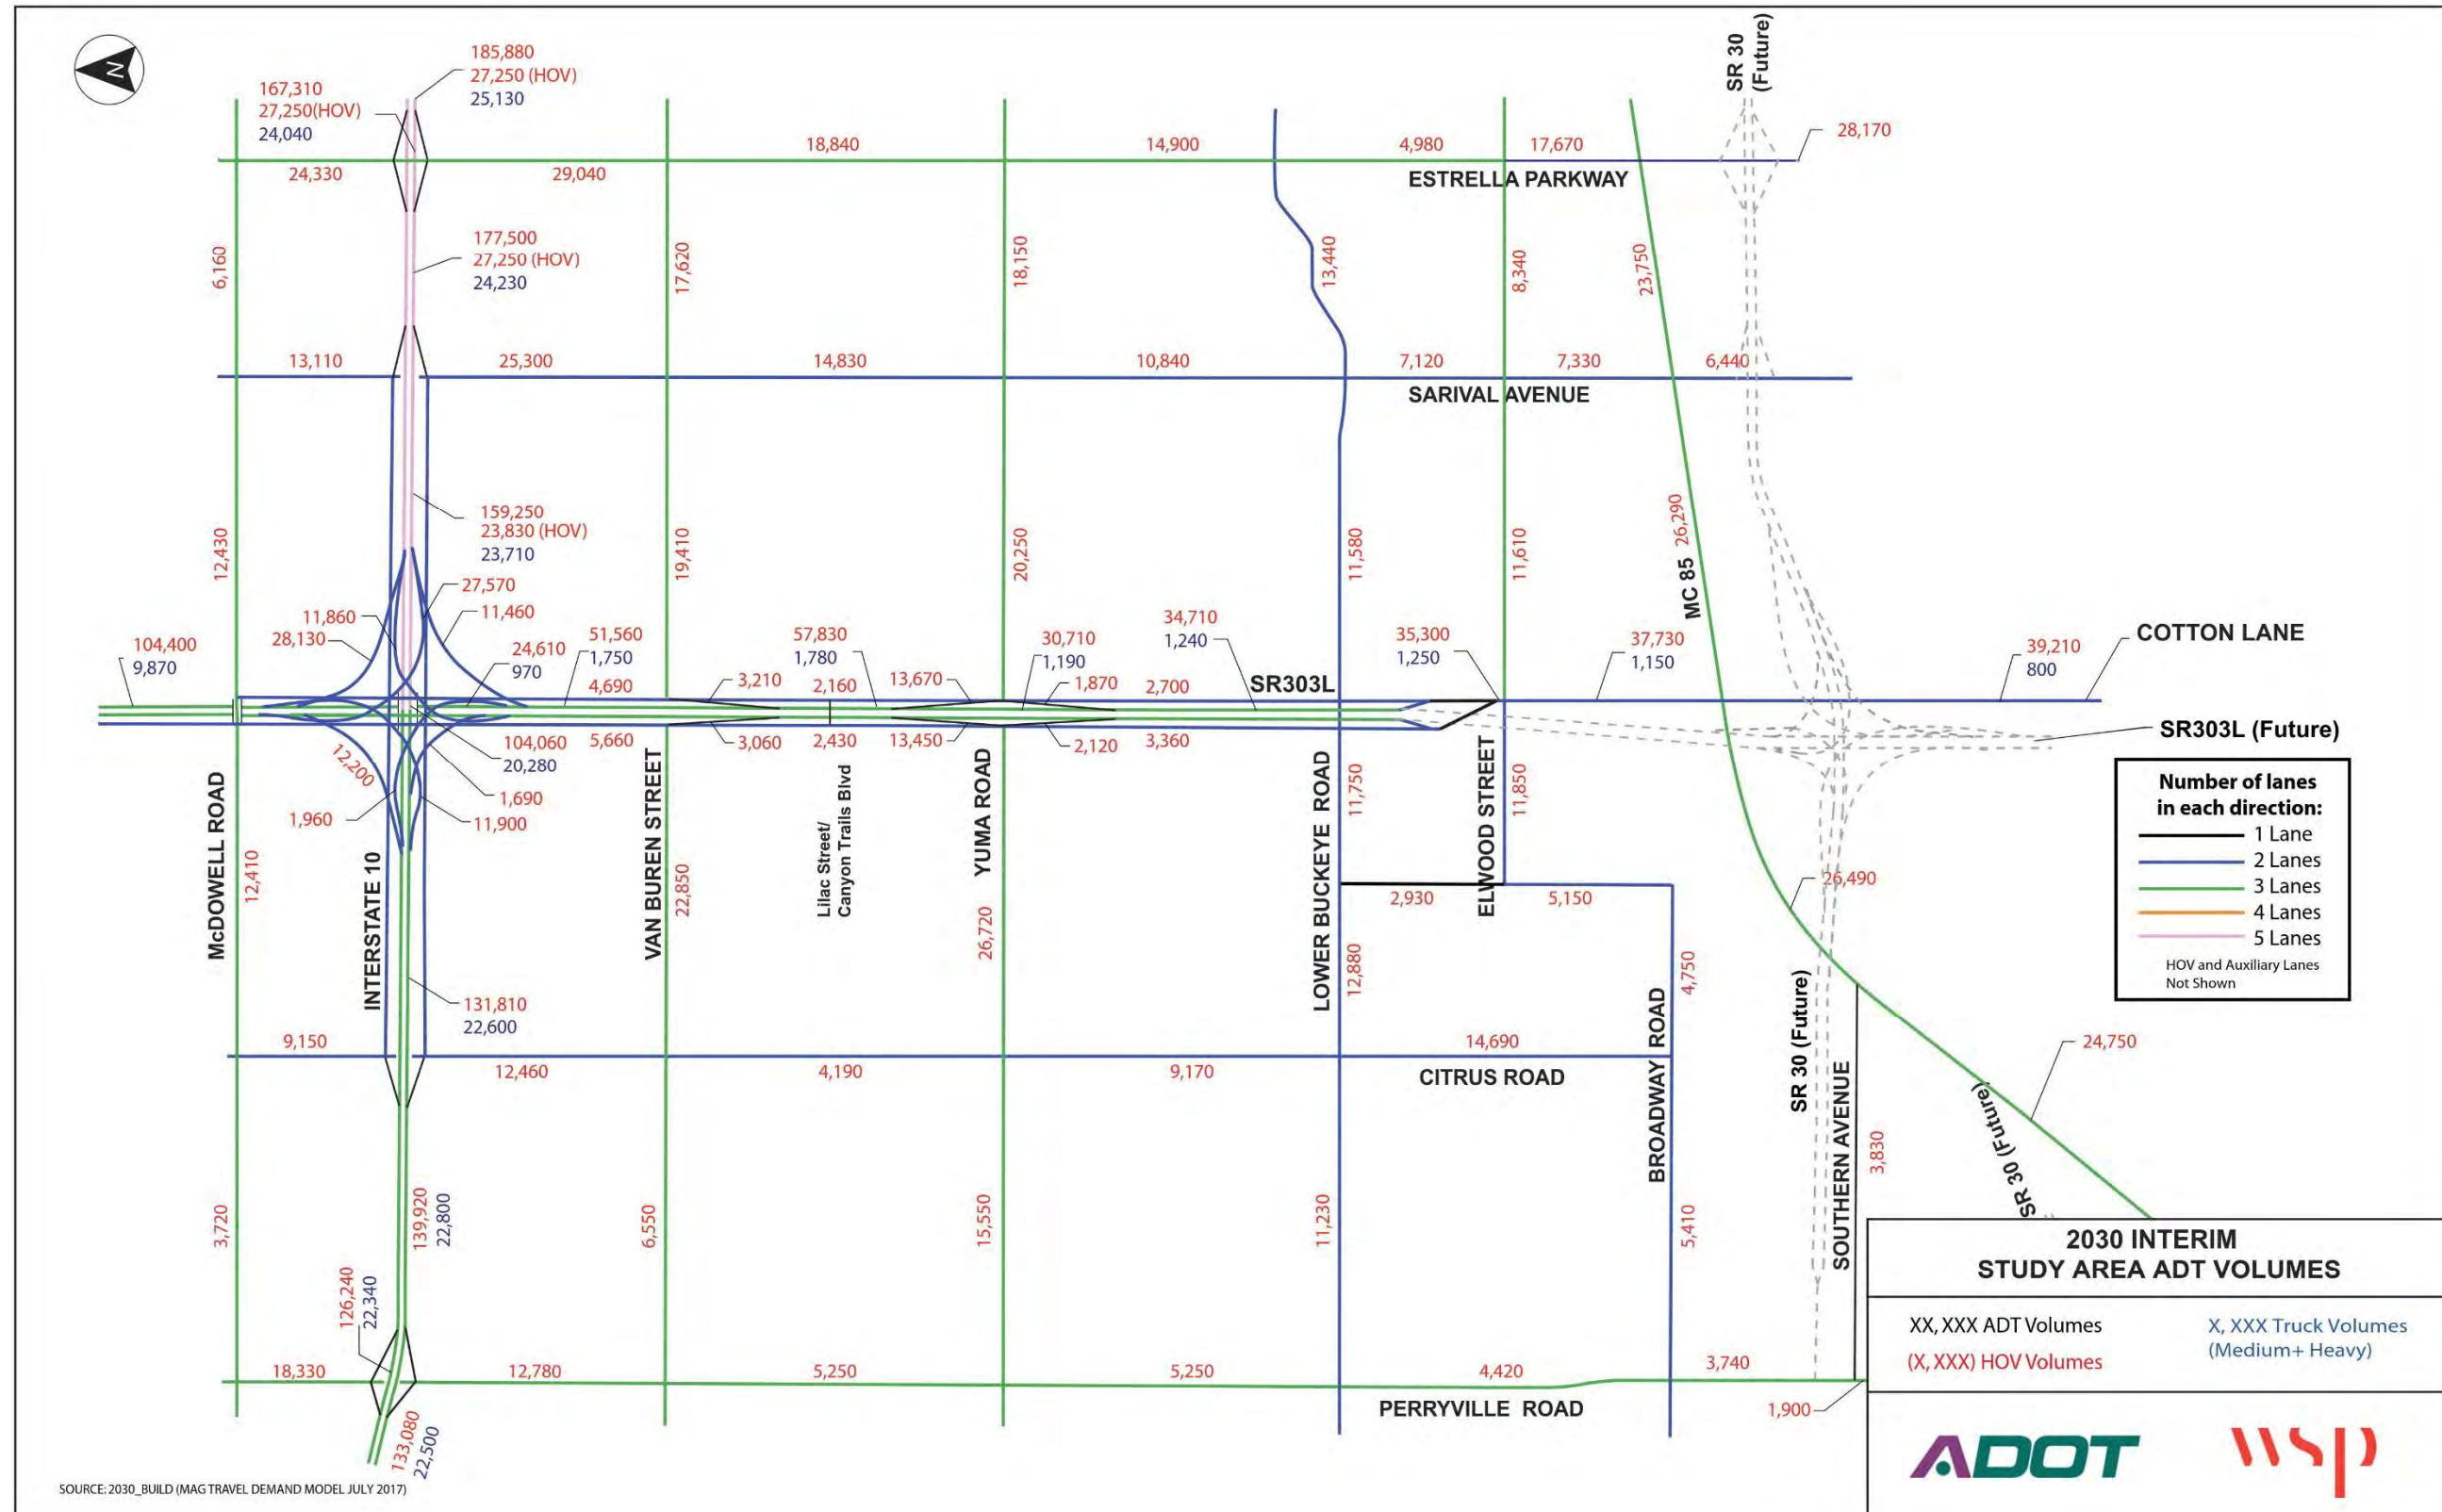 N
185,880
27,250 (HOV)
25,130
167,310
27,250(HOV)
24,040
SR 30
(Future)
18,840
14,900
4,980
17,670
28,170
24,330
29,040
ESTRELLA PARKWAY
6,160
177,500
27,250 (HOV)
24,230
17,620
18,150
13,440
8,340
23,750
13,110
25,300
14,830
10,840
7,120
7,330
6,440
SARIVAL AVENUE
12,430
159,250
23,830 (HOV)
23,710
19,410
20,250
11,580
11,610
MC 85
26,290
27,570
11,460
11,860
28,130
104,400
9,870
24,610
970
51,560
1,750
57,830
1,780
30,710
1,190
34,710
1,240
35,300
1,250
37,730
1,150
39,210
800
COTTON LANE
4,690
3,210
2,160
13,670
1,870
2,700
SR303L
12,200
104,060
20,280
5,660
3,060
2,430
13,450
2,120
3,360
SR303L (Future)
1,690
1,960
11,900
McDOWELL ROAD
12,410
INTERSTATE 10
VAN BUREN STREET
22,850
Lilac Street/
Canyon Trails Blvd
YUMA ROAD
26,720
LOWER BUCKEYE ROAD
11,750
12,880
ELWOOD STREET
11,850
2,930
5,150
26,490
Number of lanes
in each direction:
1 Lane
2 Lanes
3 Lanes
4 Lanes
5 Lanes
HOV and Auxiliary Lanes
Not Shown
131,810
22,600
9,150
12,460
4,190
9,170
14,690
CITRUS ROAD
BROADWAY ROAD
4,750
SR 30 (Future)
SOUTHERN AVENUE
3,830
SR 30 (Future)
24,750
3,720
139,920
22,800
6,550
15,550
11,230
5,410
126,240
22,340
18,330
12,780
5,250
5,250
4,420
3,740
PERRYVILLE ROAD
1,900
133,080
22,500
2030 INTERIM
STUDY AREA ADT VOLUMES
XX, XXX ADT Volumes
(X, XXX) HOV Volumes
X, XXX Truck Volumes
(Medium+ Heavy)
ADOT
wsp
SOURCE: 2030_BUILD (MAG TRAVEL DEMAND MODEL JULY 2017)